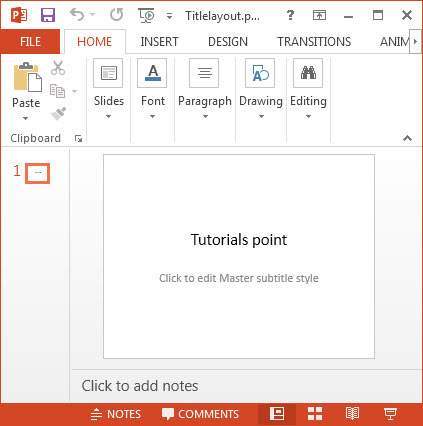 Titlelayout.p...
FILE HOME INSERT DESIGN TRANSITIONS ANIM
Paste
Slides Font Paragraph Drawing Editing
Clipboard
1
Tutorials point
Click to edit Master subtitle style
Click to add notes
NOTES COMMENTS